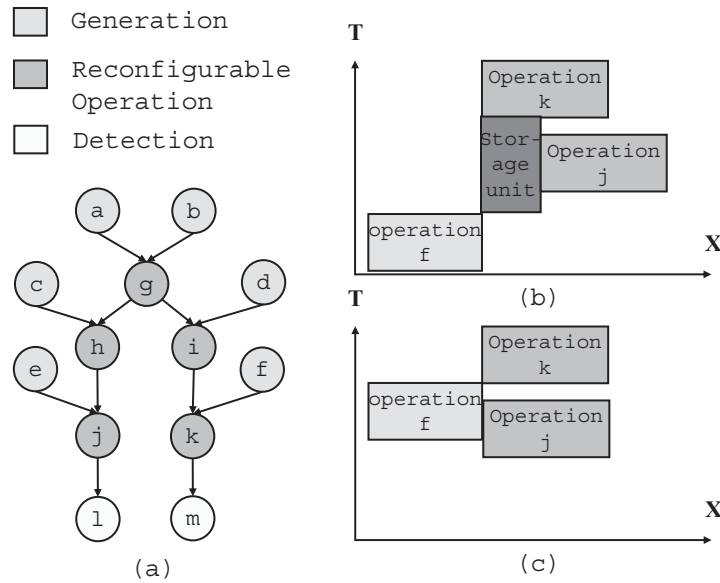 Generation
Reconfigurable
Operation
Detection
a
b
g
c
d
h
i
e
f
j
k
l
m
(a)
T
Operation
k
Stor-
age
unit
Operation
j
operation
f
X
(b)
T
Operation
k
operation
f
Operation
j
X
(c)